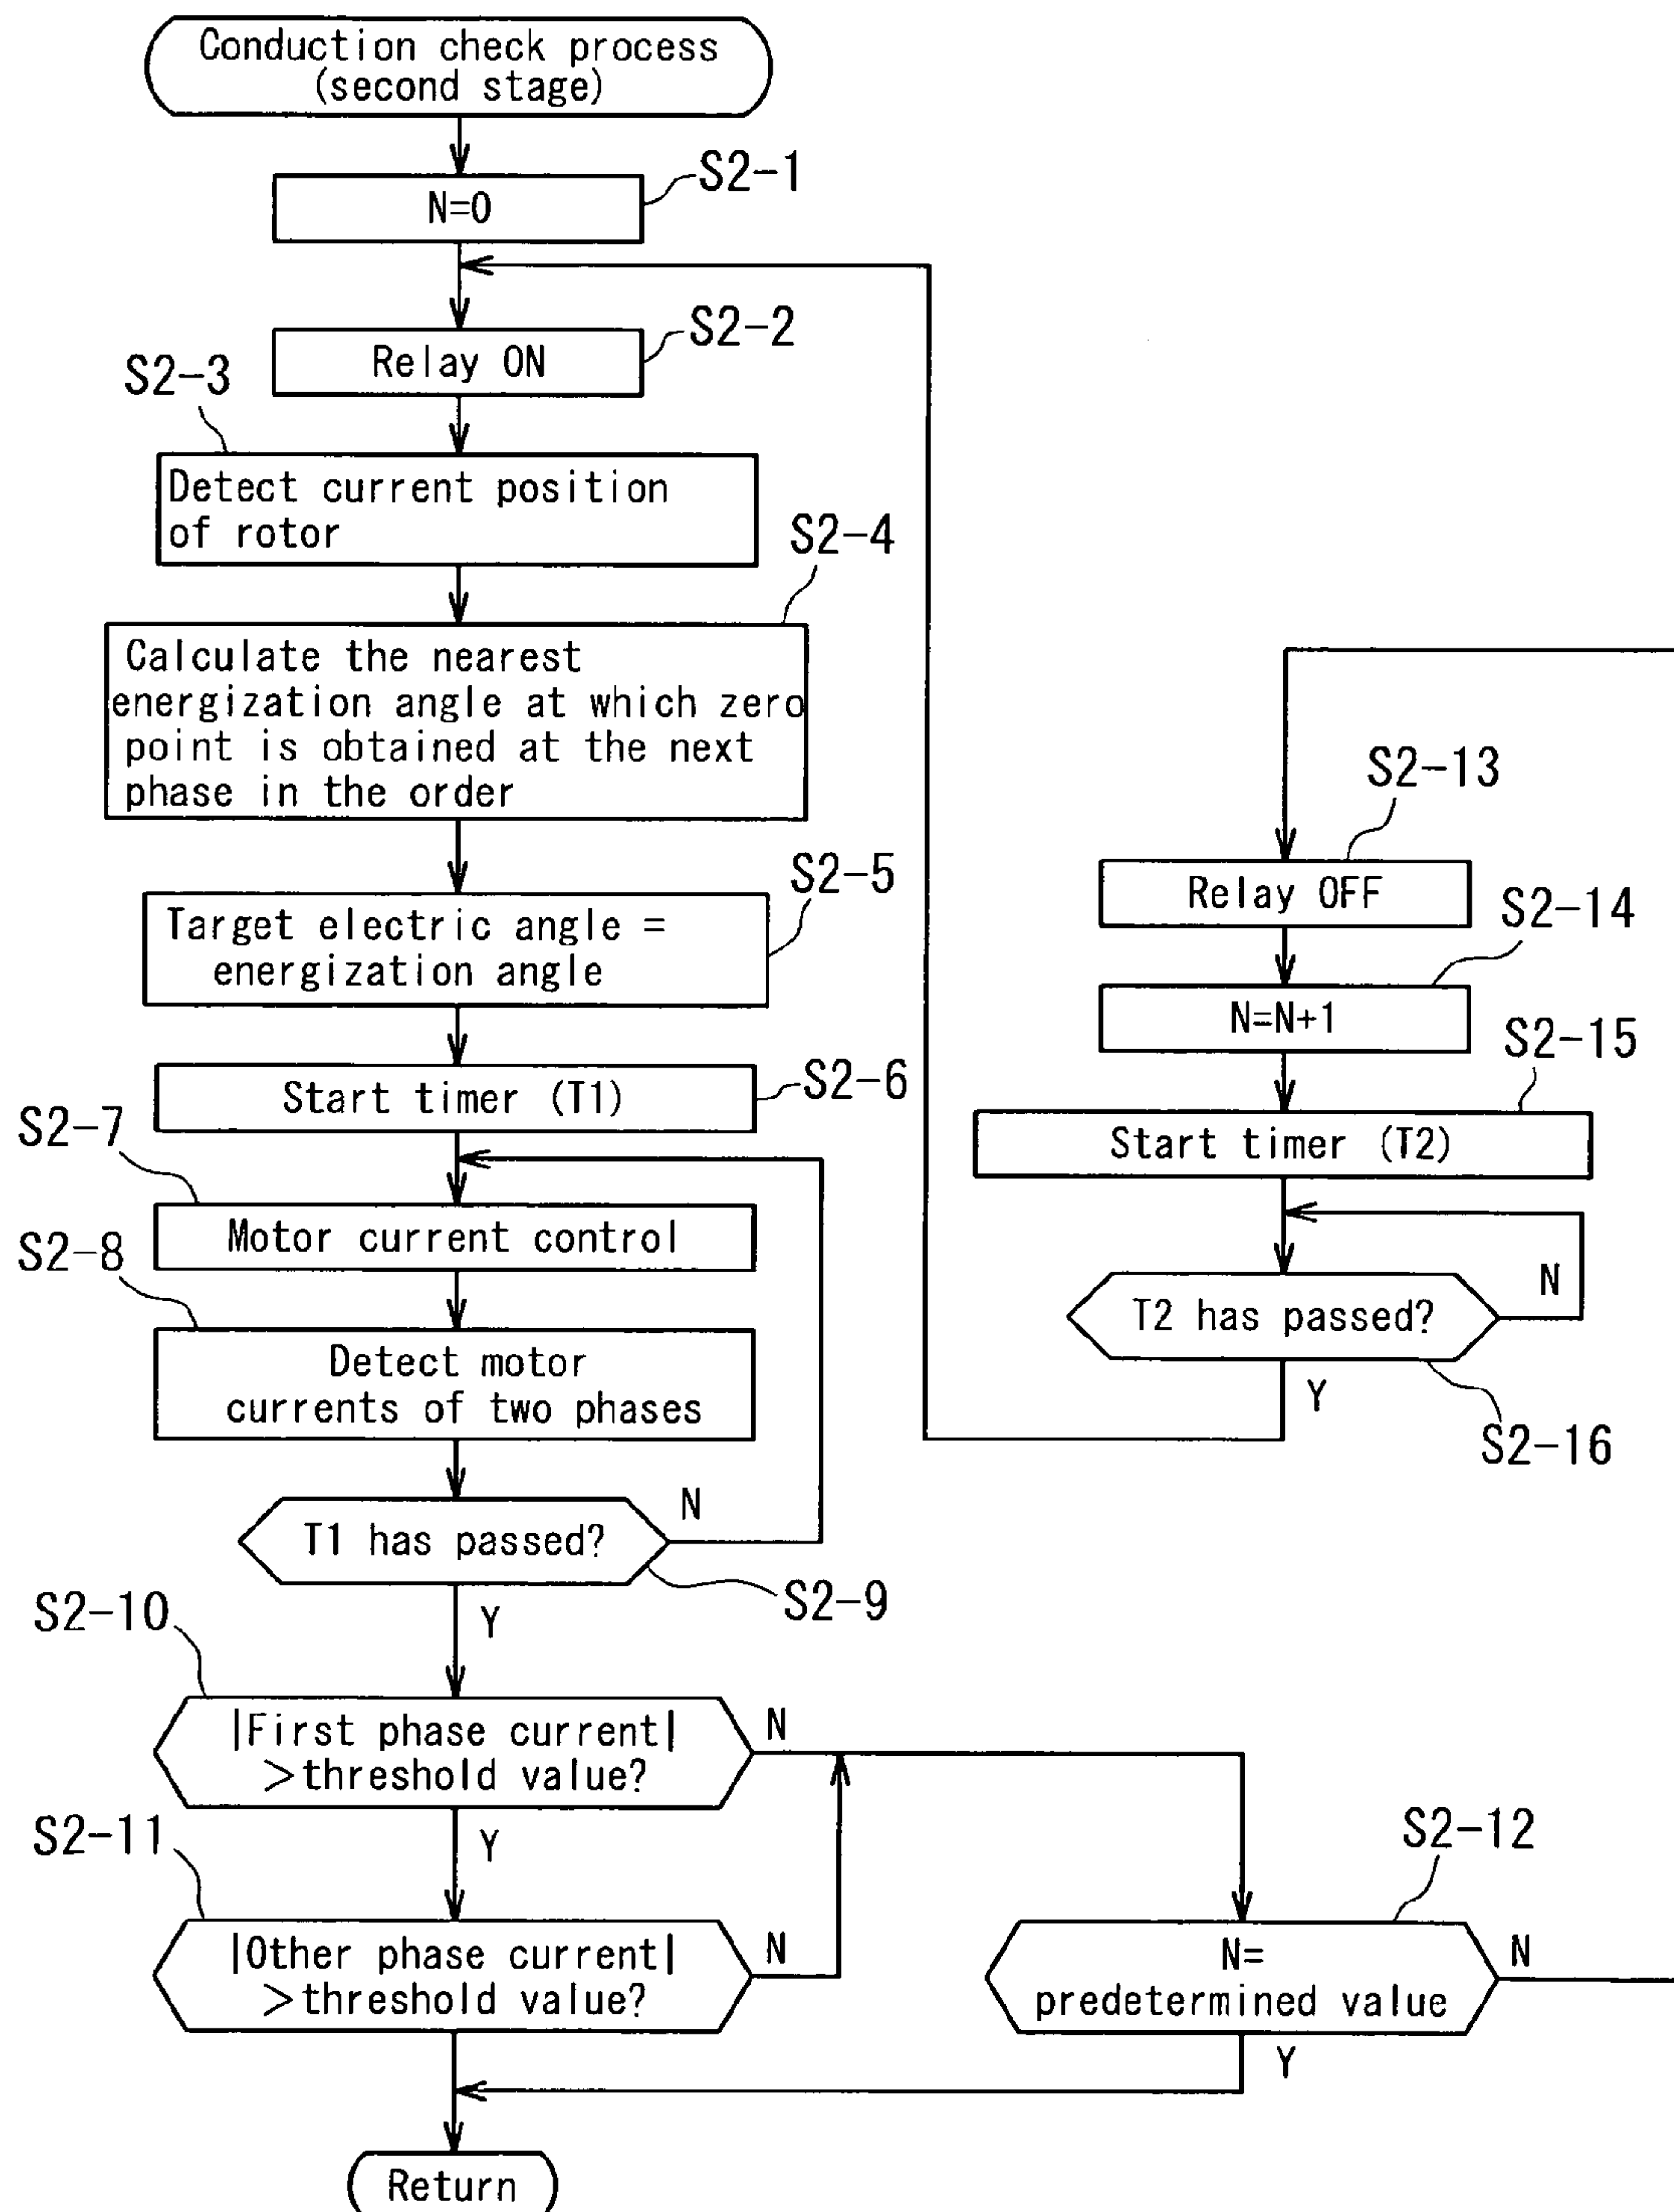 Conduction check process
(second stage)
S2-1
N=0
S2-2
Relay ON
S2-3
Detect current position
of rotor
S2-4
Calculate the nearest
energization angle at which zero
point is obtained at the next
phase in the order
S2-5
Target electric angle =
energization angle
S2-6
Start timer (T1)
S2-7
Motor current control
S2-8
Detect motor
currents of two phases
T1 has passed?
N
S2-9
Y
S2-10
|First phase current|
>threshold value?
N
Y
S2-11
|Other phase current|
>threshold value?
N
S2-12
N=
predetermined value
N
Y
Return
S2-13
Relay OFF
S2-14
N=N+1
S2-15
Start timer (T2)
T2 has passed?
N
Y
S2-16